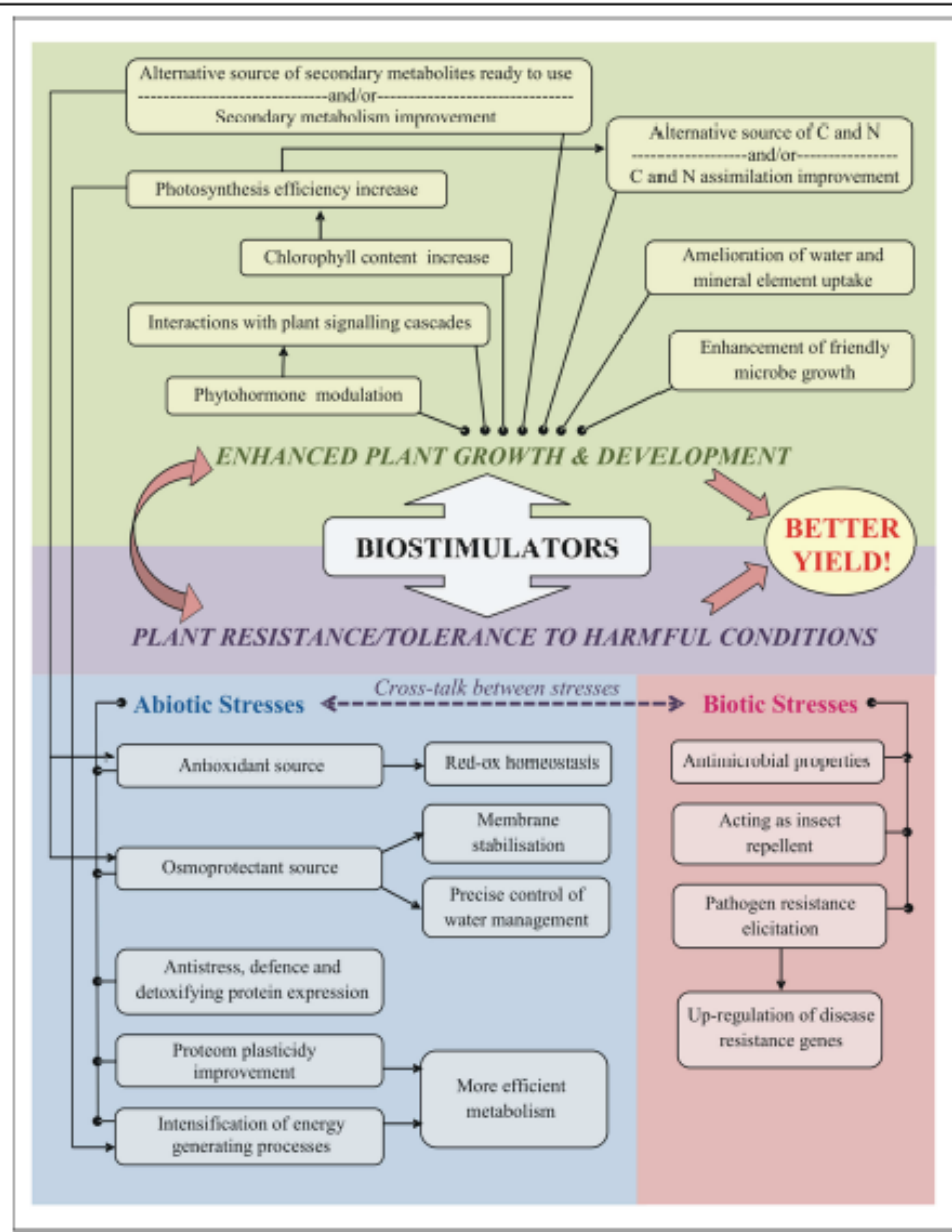 Alternative source of secondary metabolites ready to use
--------------------------------and/or---------------------------------
Secondary metabolism improvement
Alternative source of C and N
-------------------and/or----------------
C and N assimilation improvement
Photosynthesis efficiency increase
Chlorophyll content increase
Amelioration of water and
mineral element uptake
Interactions with plant signalling cascades
Enhancement of friendly
microbe growth
Phytohormone modulation
ENHANCED PLANT GROWTH & DEVELOPMENT
BIOSTIMULATORS
BETTER
YIELD!
PLANT RESISTANCE/TOLERANCE TO HARMFUL CONDITIONS
Cross-talk between stresses
Abiotic Stresses
Biotic Stresses
Antioxidant source
Red-ox homeostasis
Antimicrobial properties
Membrane
stabilisation
Acting as insect
repellent
Osmoprotectant source
Precise control of
water management
Pathogen resistance
elicitation
Antistress, defence and
detoxifying protein expression
Up-regulation of disease
resistance genes
Proteom plasticidy
improvement
More efficient
metabolism
Intensification of energy
generating processes